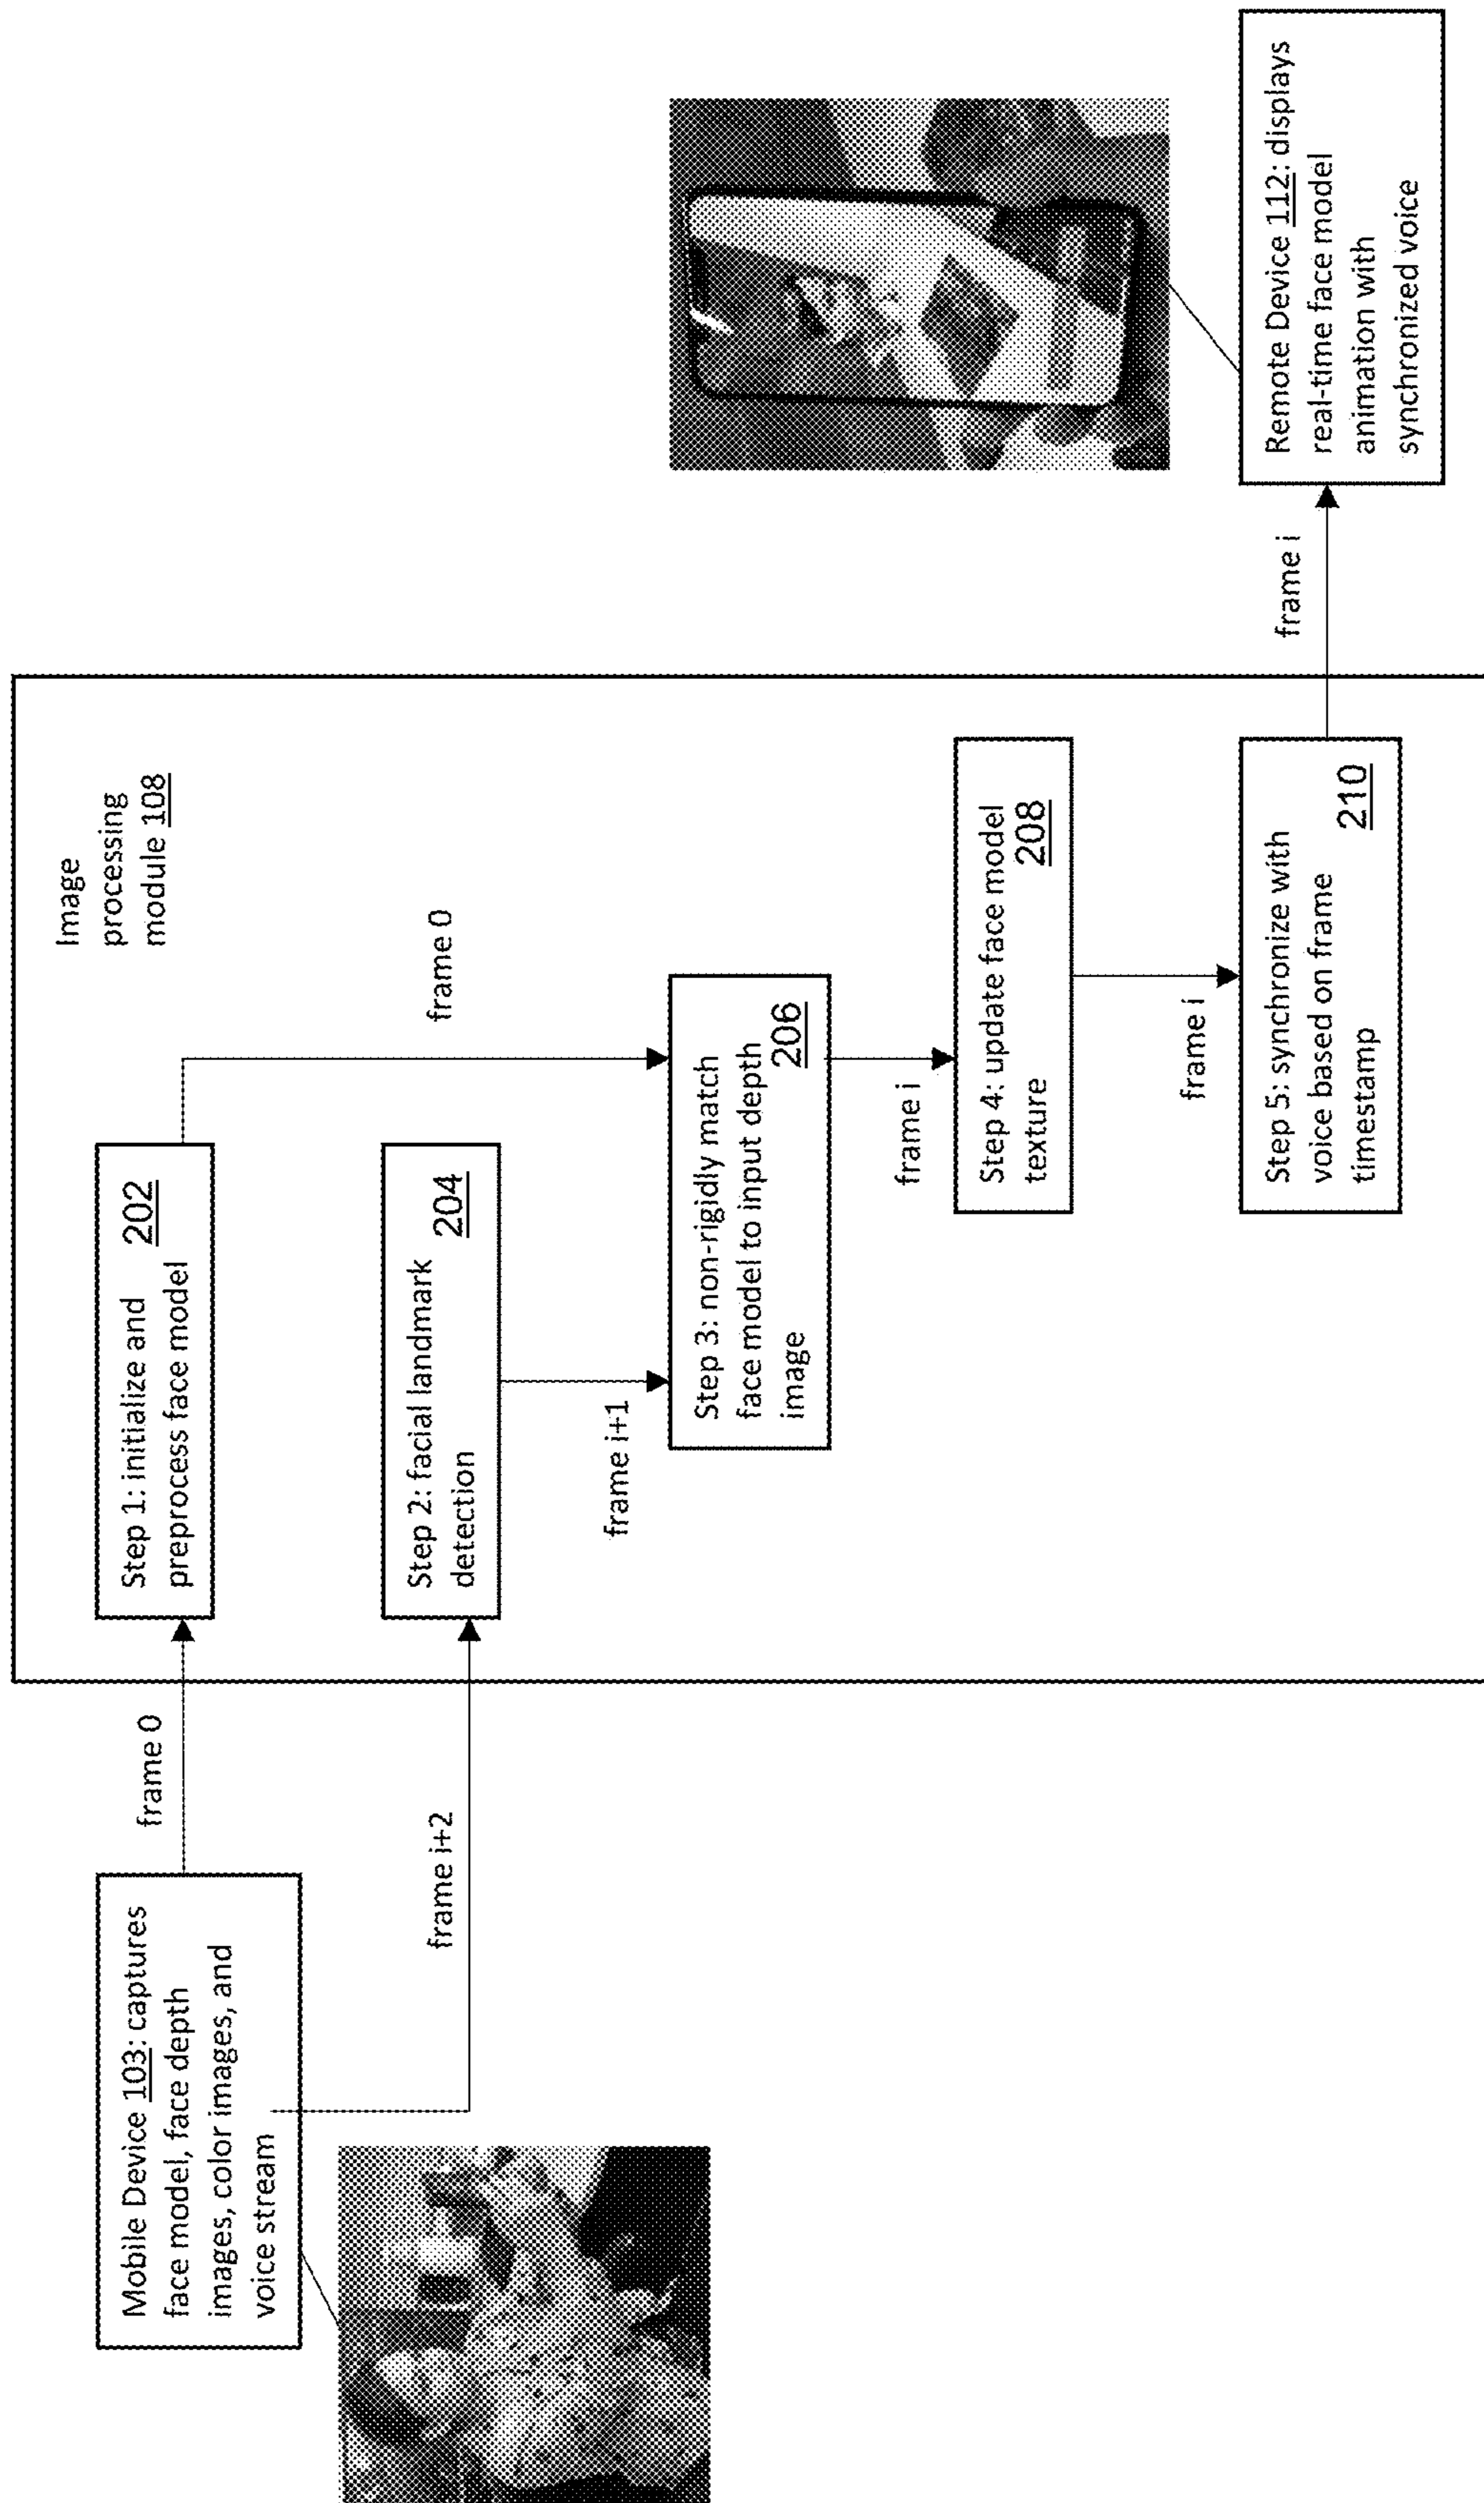 Mobile Device 103: captures
face model, face depth
images, color images, and
voice stream
frame 0
frame i+2
Image
processing
module 108
Step 1: initialize and
preprocess face model
202
frame 0
Step 2: facial landmark
detection
204
frame i+1
Step 3: non-rigidly match
face model to input depth
image
206
frame i
Step 4: update face model
texture
208
frame i
Step 5: synchronize with
voice based on frame
timestamp
210
frame i
Remote Device 112: displays
real-time face model
animation with
synchronized voice